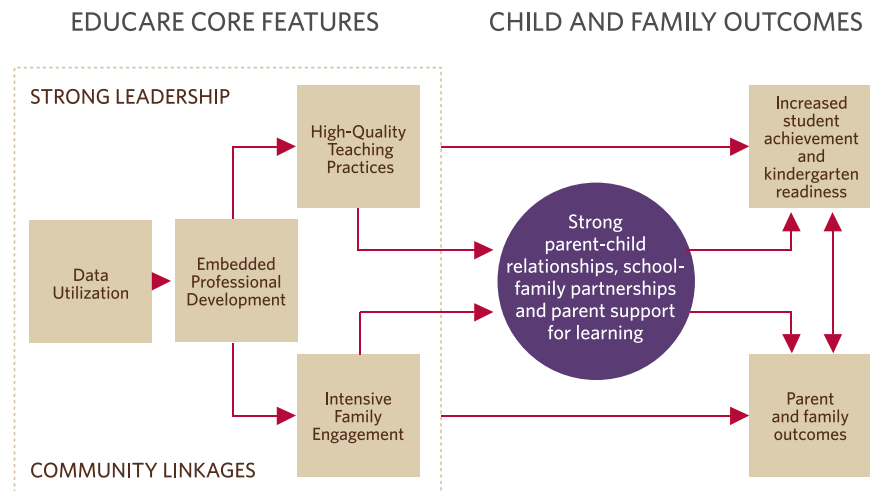 EDUCARE CORE FEATURES
CHILD AND FAMILY OUTCOMES
STRONG LEADERSHIP
High-Quality
Teaching
Practices
Data
Utilization
Embedded
Professional
Development
Intensive
Family
Engagement
COMMUNITY LINKAGES
Strong
parent-child
relationships, school-
family partnerships
and parent support
for learning
Increased
student
achievement
and
kindergarten
readiness
Parent
and family
outcomes